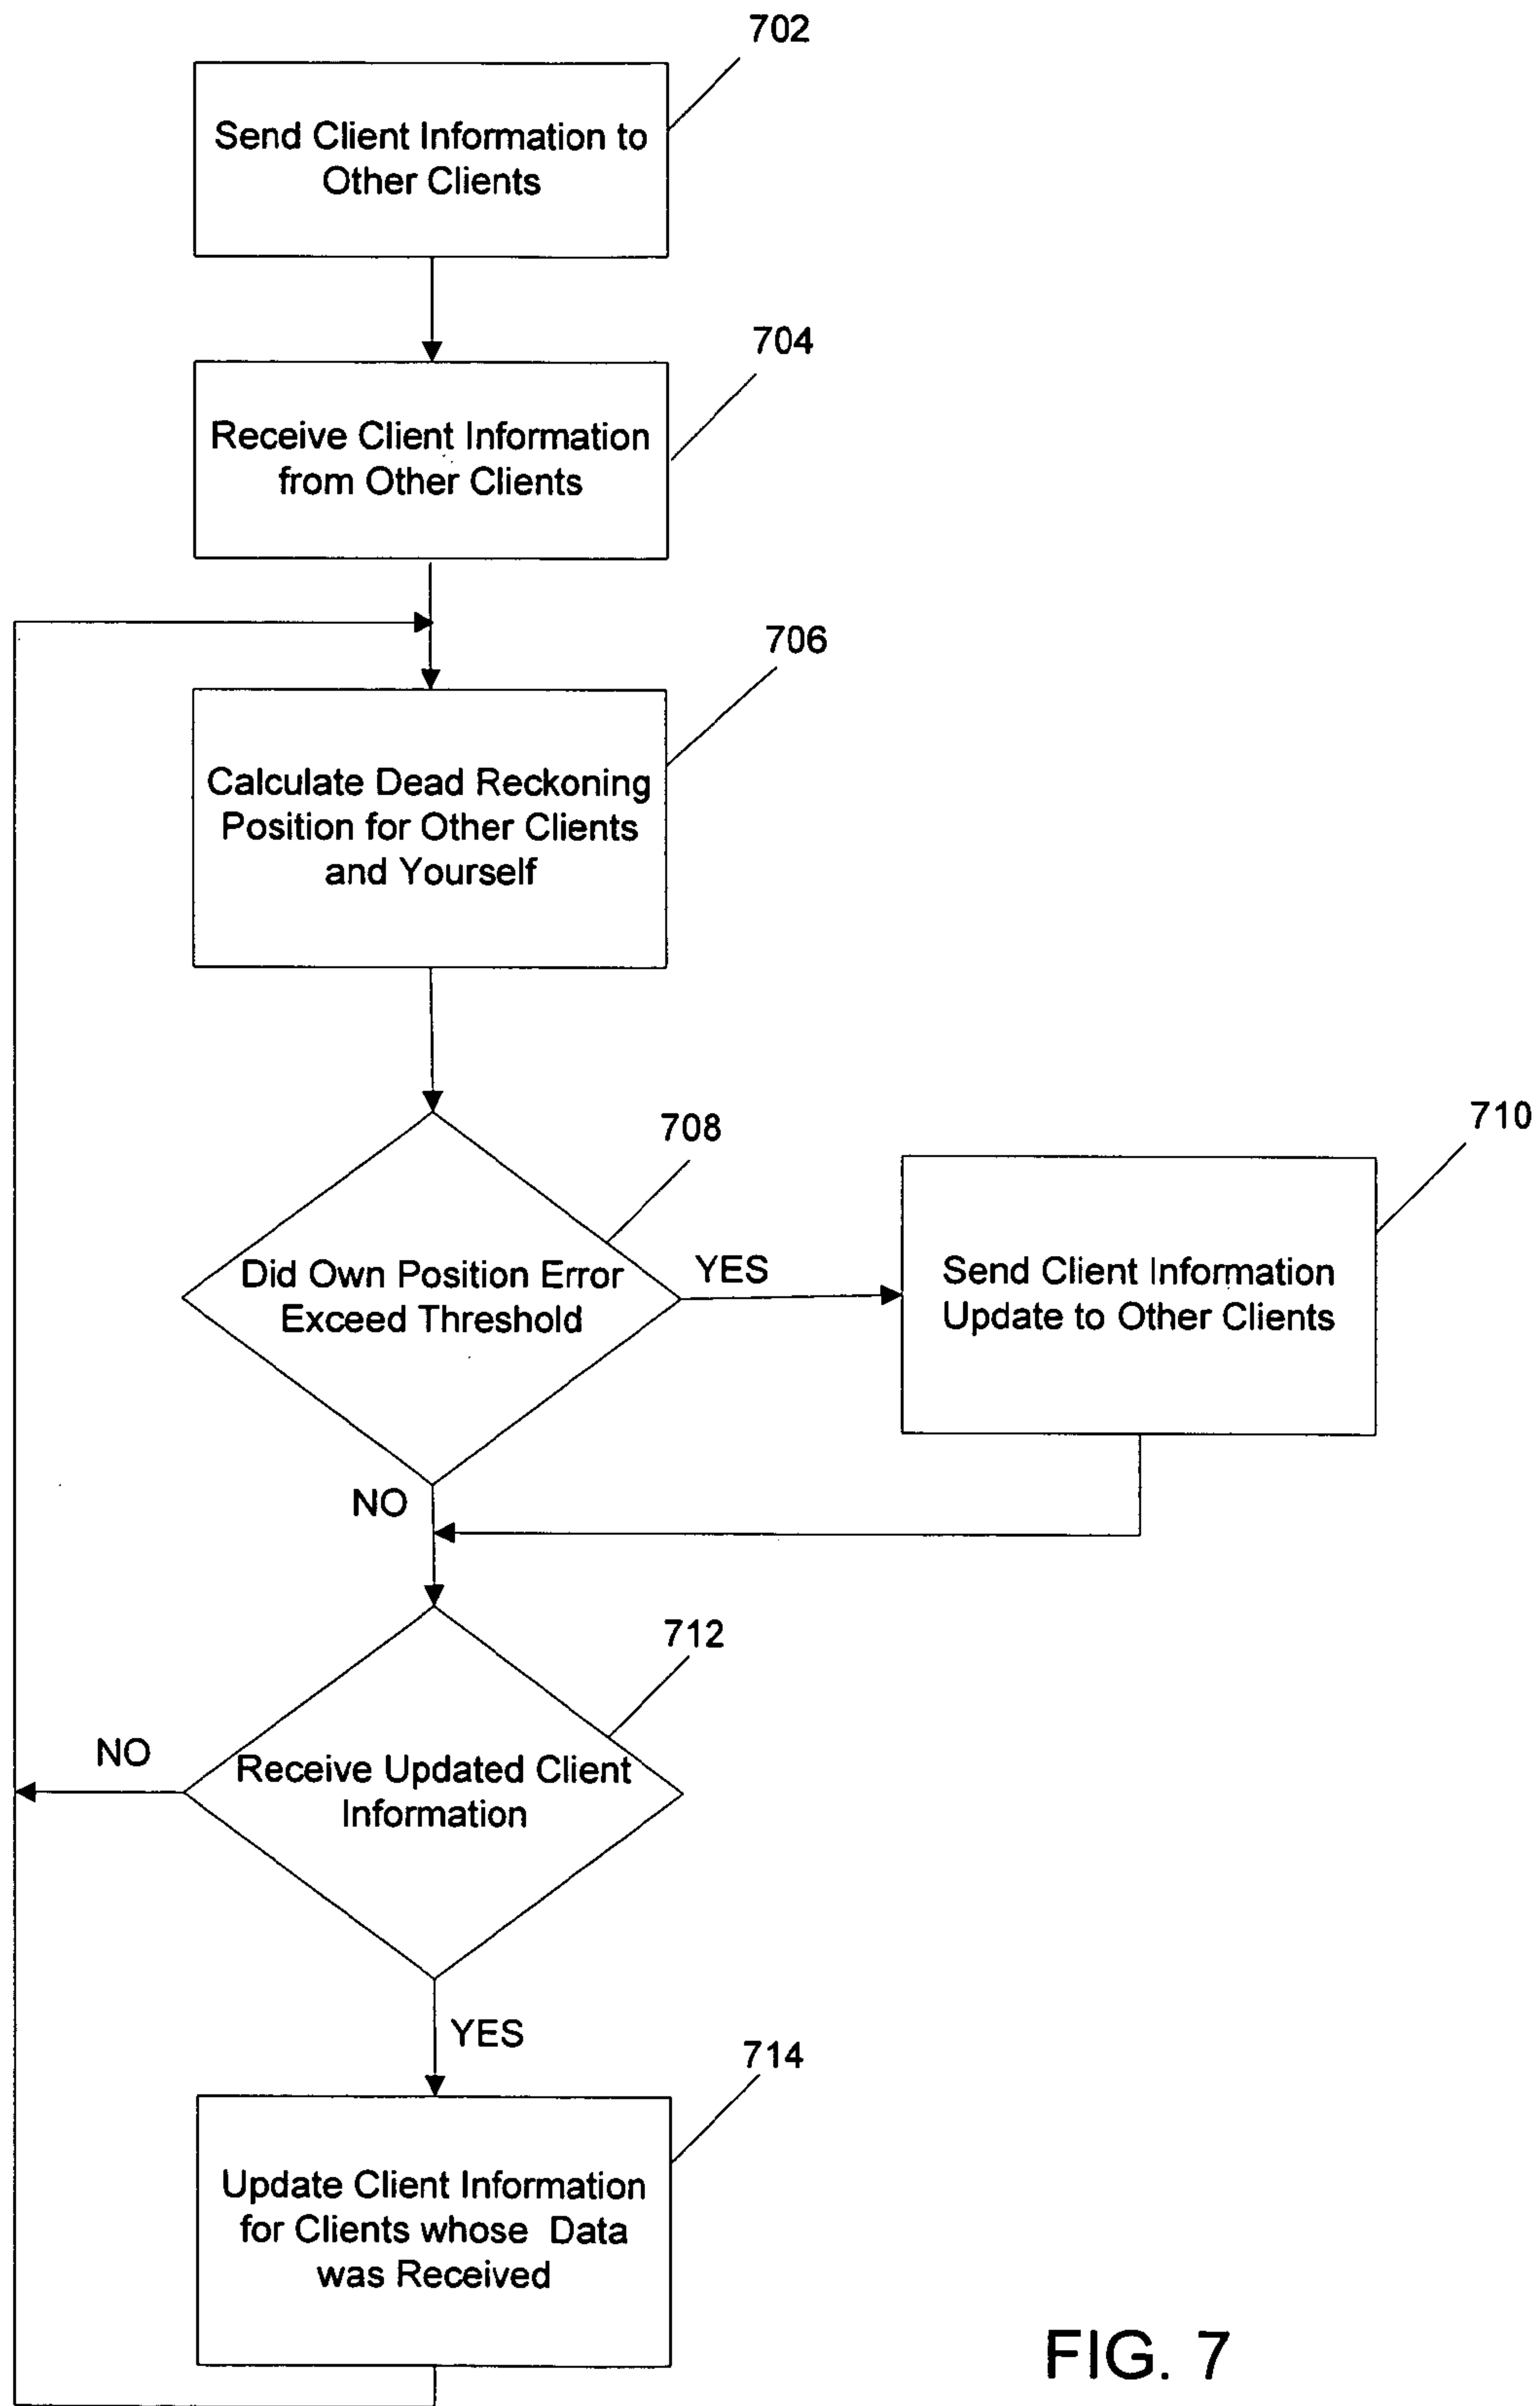 702
Send Client Information to
Other Clients
704
Receive Client Information
from Other Clients
706
Calculate Dead Reckoning
Position for Other Clients
and Yourself
708
710
Did Own Position Error
Exceed Threshold
YES
Send Client Information
Update to Other Clients
NO
712
NO
Receive Updated Client
Information
YES
714
Update Client Information
for Clients whose Data
was Received
FIG. 7